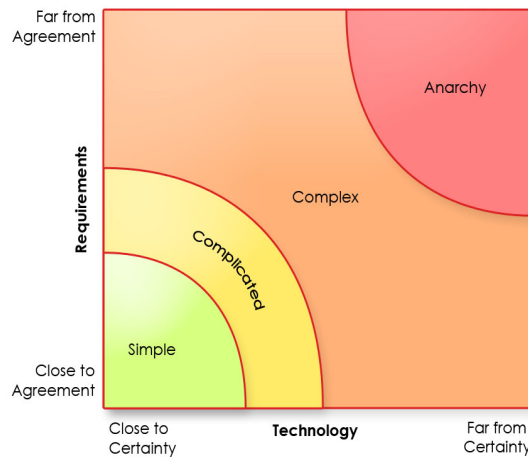 Far from
Agreement
Anarchy
Requirements
Complex
Complicated
Simple
Close to
Agreement
Close to
Certainty
Technology
Far from
Certainty